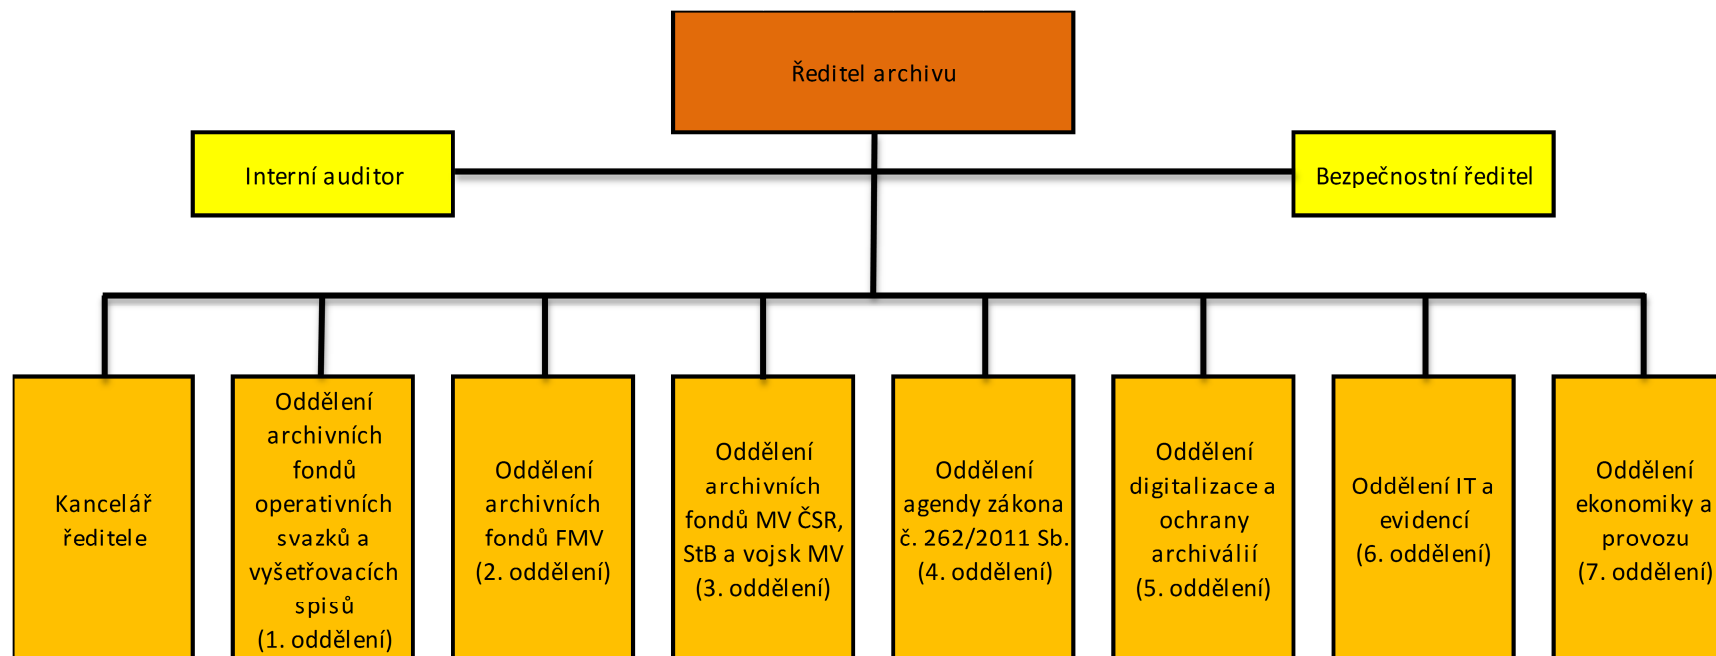 Ředitel archivu
Interní auditor
Bezpečnostní ředitel
Kancelář
ředitele
Oddělení
archivních
fondů
operativních
svazků a
vyšetřovacích
spisů
(1. oddělení)
Oddělení
archivních
fondů FMV
(2. oddělení)
Oddělení
archivních
fondů MV ČSR,
StB a vojsk MV
(3. oddělení)
Oddělení
agendy zákona
č. 262/2011 Sb.
(4. oddělení)
Oddělení
digitalizace a
ochrany
archiválií
(5. oddělení)
Oddělení IT a
evidencí
(6. oddělení)
Oddělení
ekonomiky a
provozu
(7. oddělení)